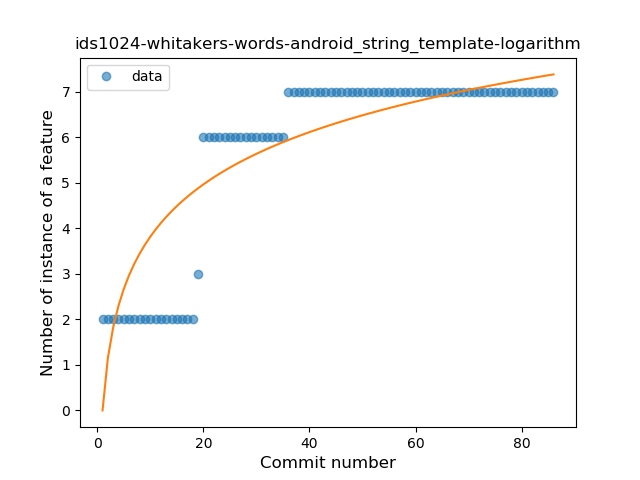 ids1024-whitakers-words-android_string_template-logarithm
data
Number of instance of a feature
7
6
5
4
3
2
1
0
0 20 40 60 80
Commit number